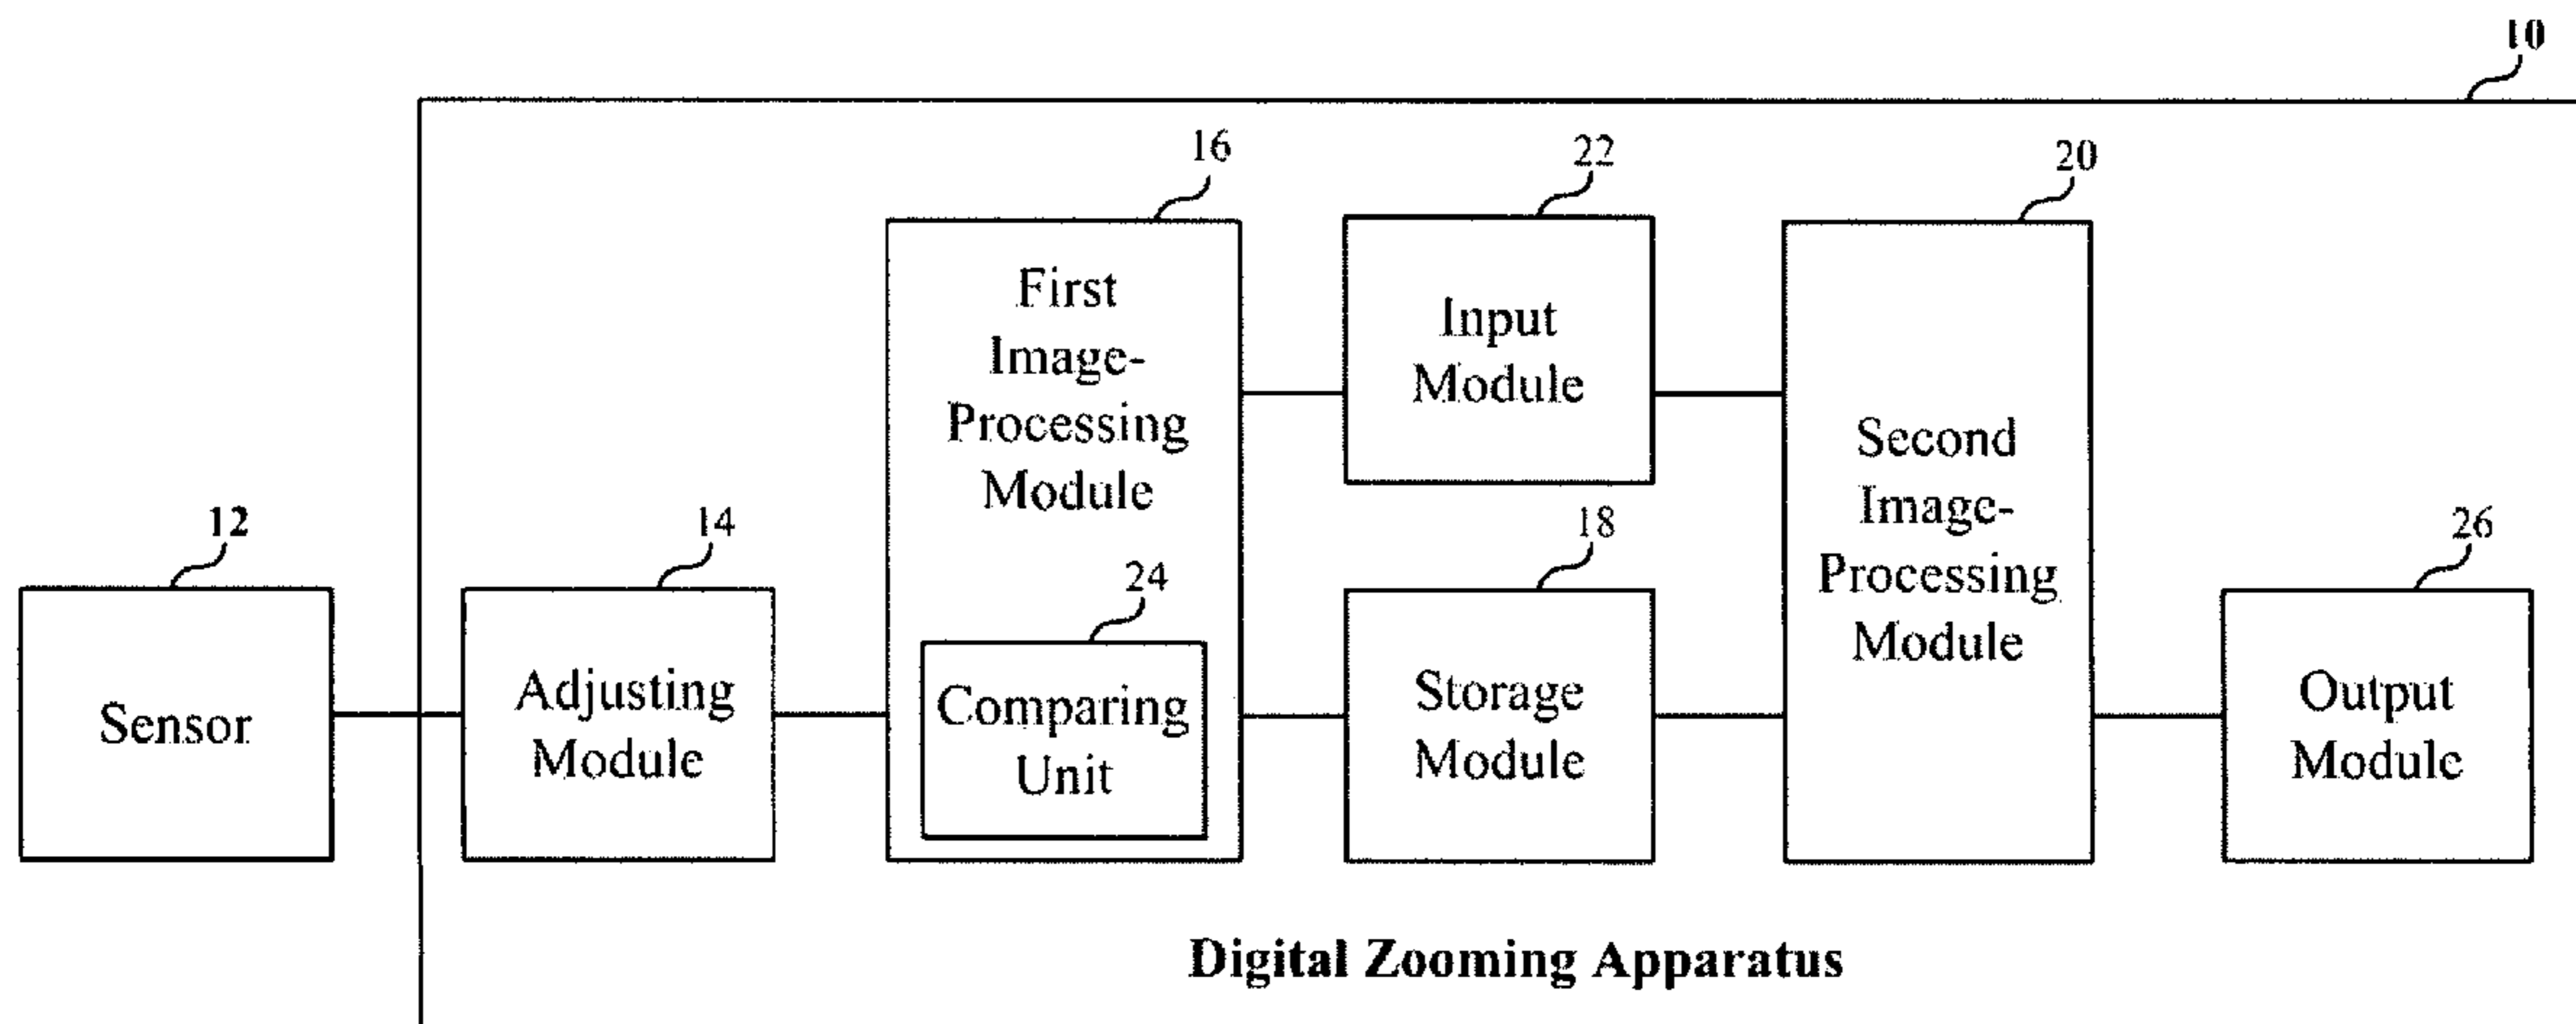 10
16
22
20
First
Image-
Processing
Module
Input
Module
Second
Image-
Processing
Module
12
14
24
18
26
Sensor
Adjusting
Module
Comparing
Unit
Storage
Module
Output
Module
Digital Zooming Apparatus